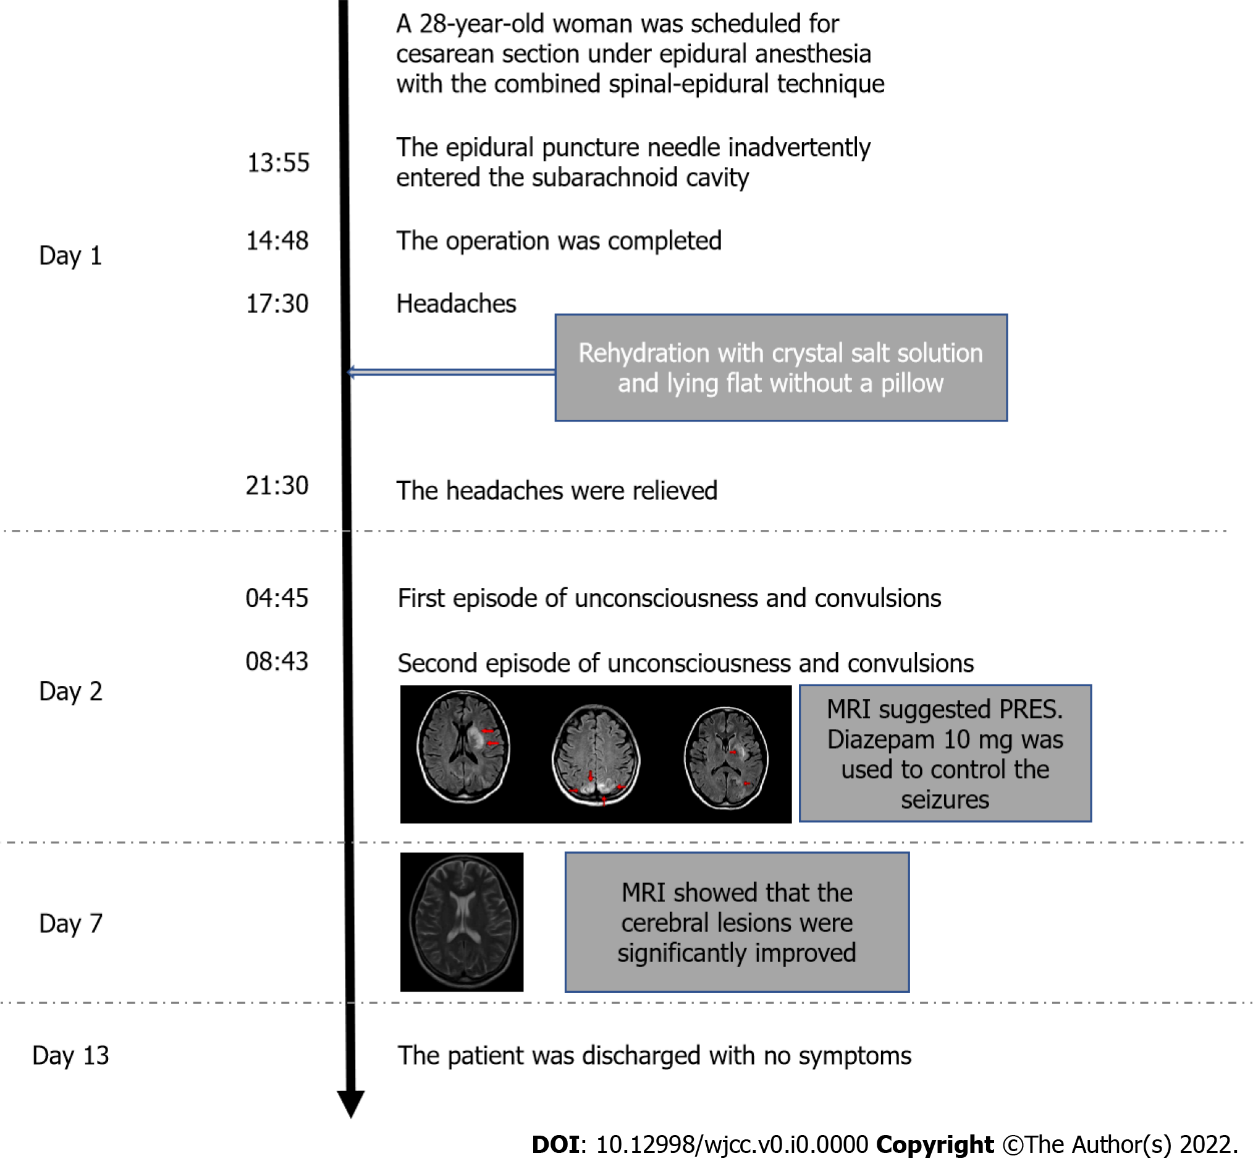 A 28-year-old woman was scheduled for
cesarean section under epidural anesthesia
with the combined spinal-epidural technique
13:55
The epidural puncture needle inadvertently
entered the subarachnoid cavity
Day 1
14:48
The operation was completed
17:30
Headaches
Rehydration with crystal salt solution
and lying flat without a pillow
21:30
The headaches were relieved
04:45
First episode of unconsciousness and convulsions
08:43
Second episode of unconsciousness and convulsions
Day 2
MRI suggested PRES.
Diazepam 10 mg was
used to control the
seizures
Day 7
MRI showed that the
cerebral lesions were
significantly improved
Day 13
The patient was discharged with no symptoms
DOI: 10.12998/wjcc.v0.i0.0000 Copyright ©The Author(s) 2022.